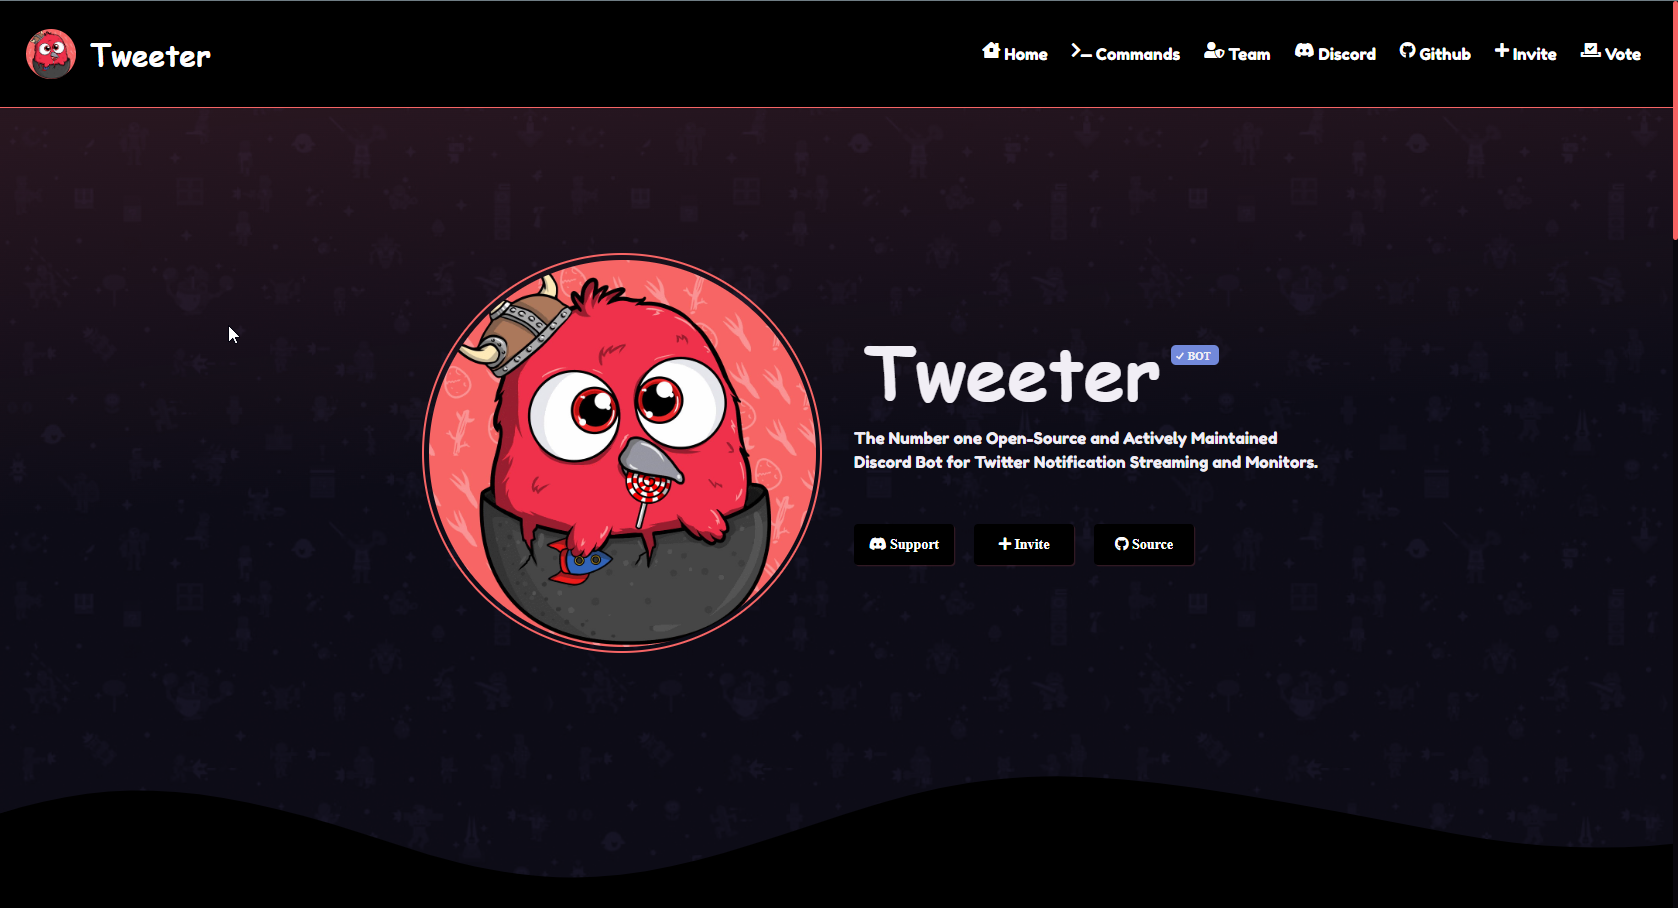 Tweeter
Home Commands Team Discord Github Invite Vote
Tweeter
BOT
The Number one Open-Source and Actively Maintained
Discord Bot for Twitter Notification Streaming and Monitors.
Support Invite Source